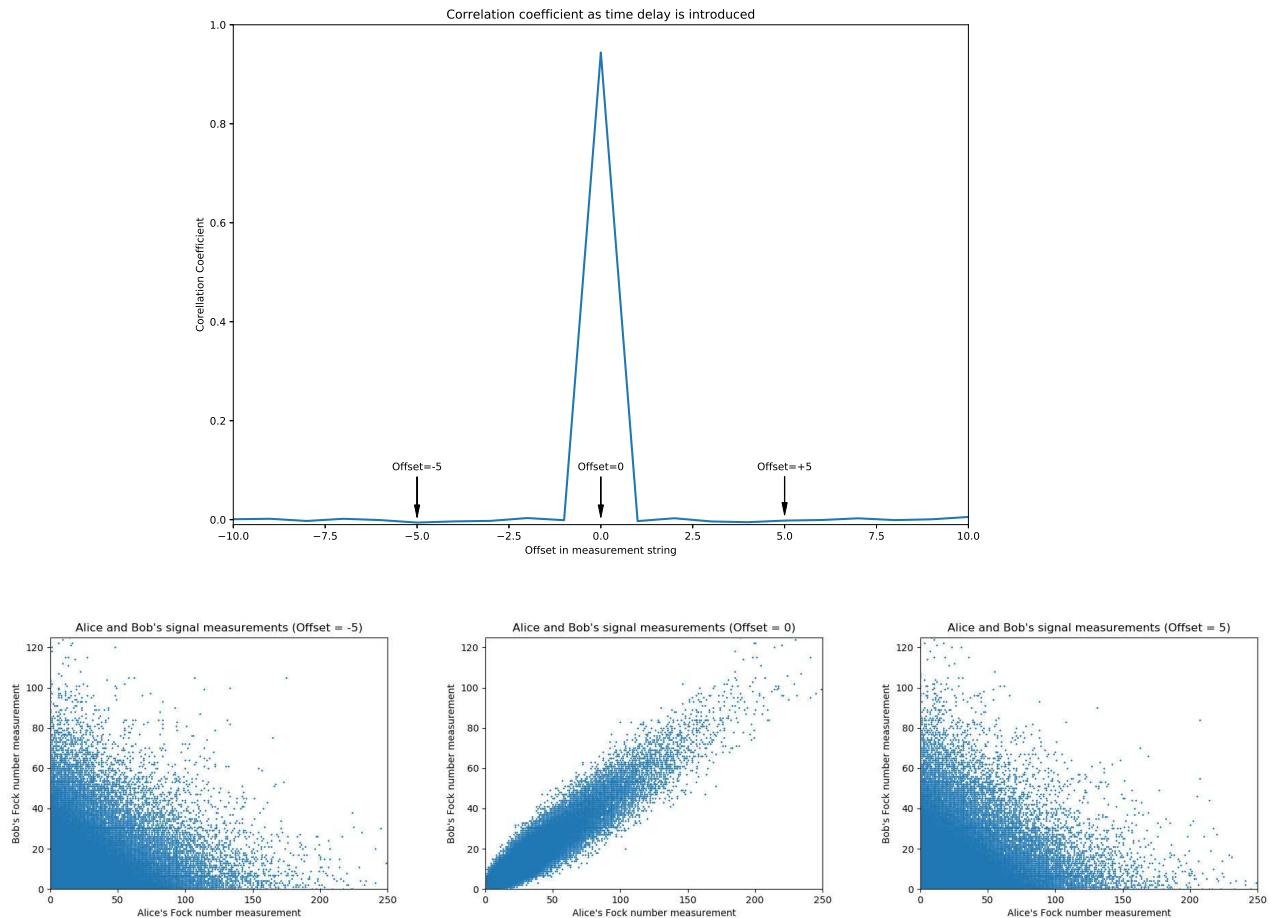 Correlation coefficient as time delay is introduced
1.0
0.8
0.6
0.4
0.2
0.0
Corellation Coefficient
Offset=-5
Offset=0
Offset=+5
−10.0 −7.5 −5.0 −2.5 0.0 2.5 5.0 7.5 10.0
Offset in measurement string
Alice and Bob's signal measurements (Offset = -5)
120
100
80
60
40
20
0
Bob's Fock number measurement
0 50 100 150 200 250
Alice's Fock number measurement
Alice and Bob's signal measurements (Offset = 0)
120
100
80
60
40
20
0
Bob's Fock number measurement
0 50 100 150 200 250
Alice's Fock number measurement
Alice and Bob's signal measurements (Offset = 5)
120
100
80
60
40
20
0
Bob's Fock number measurement
0 50 100 150 200 250
Alice's Fock number measurement